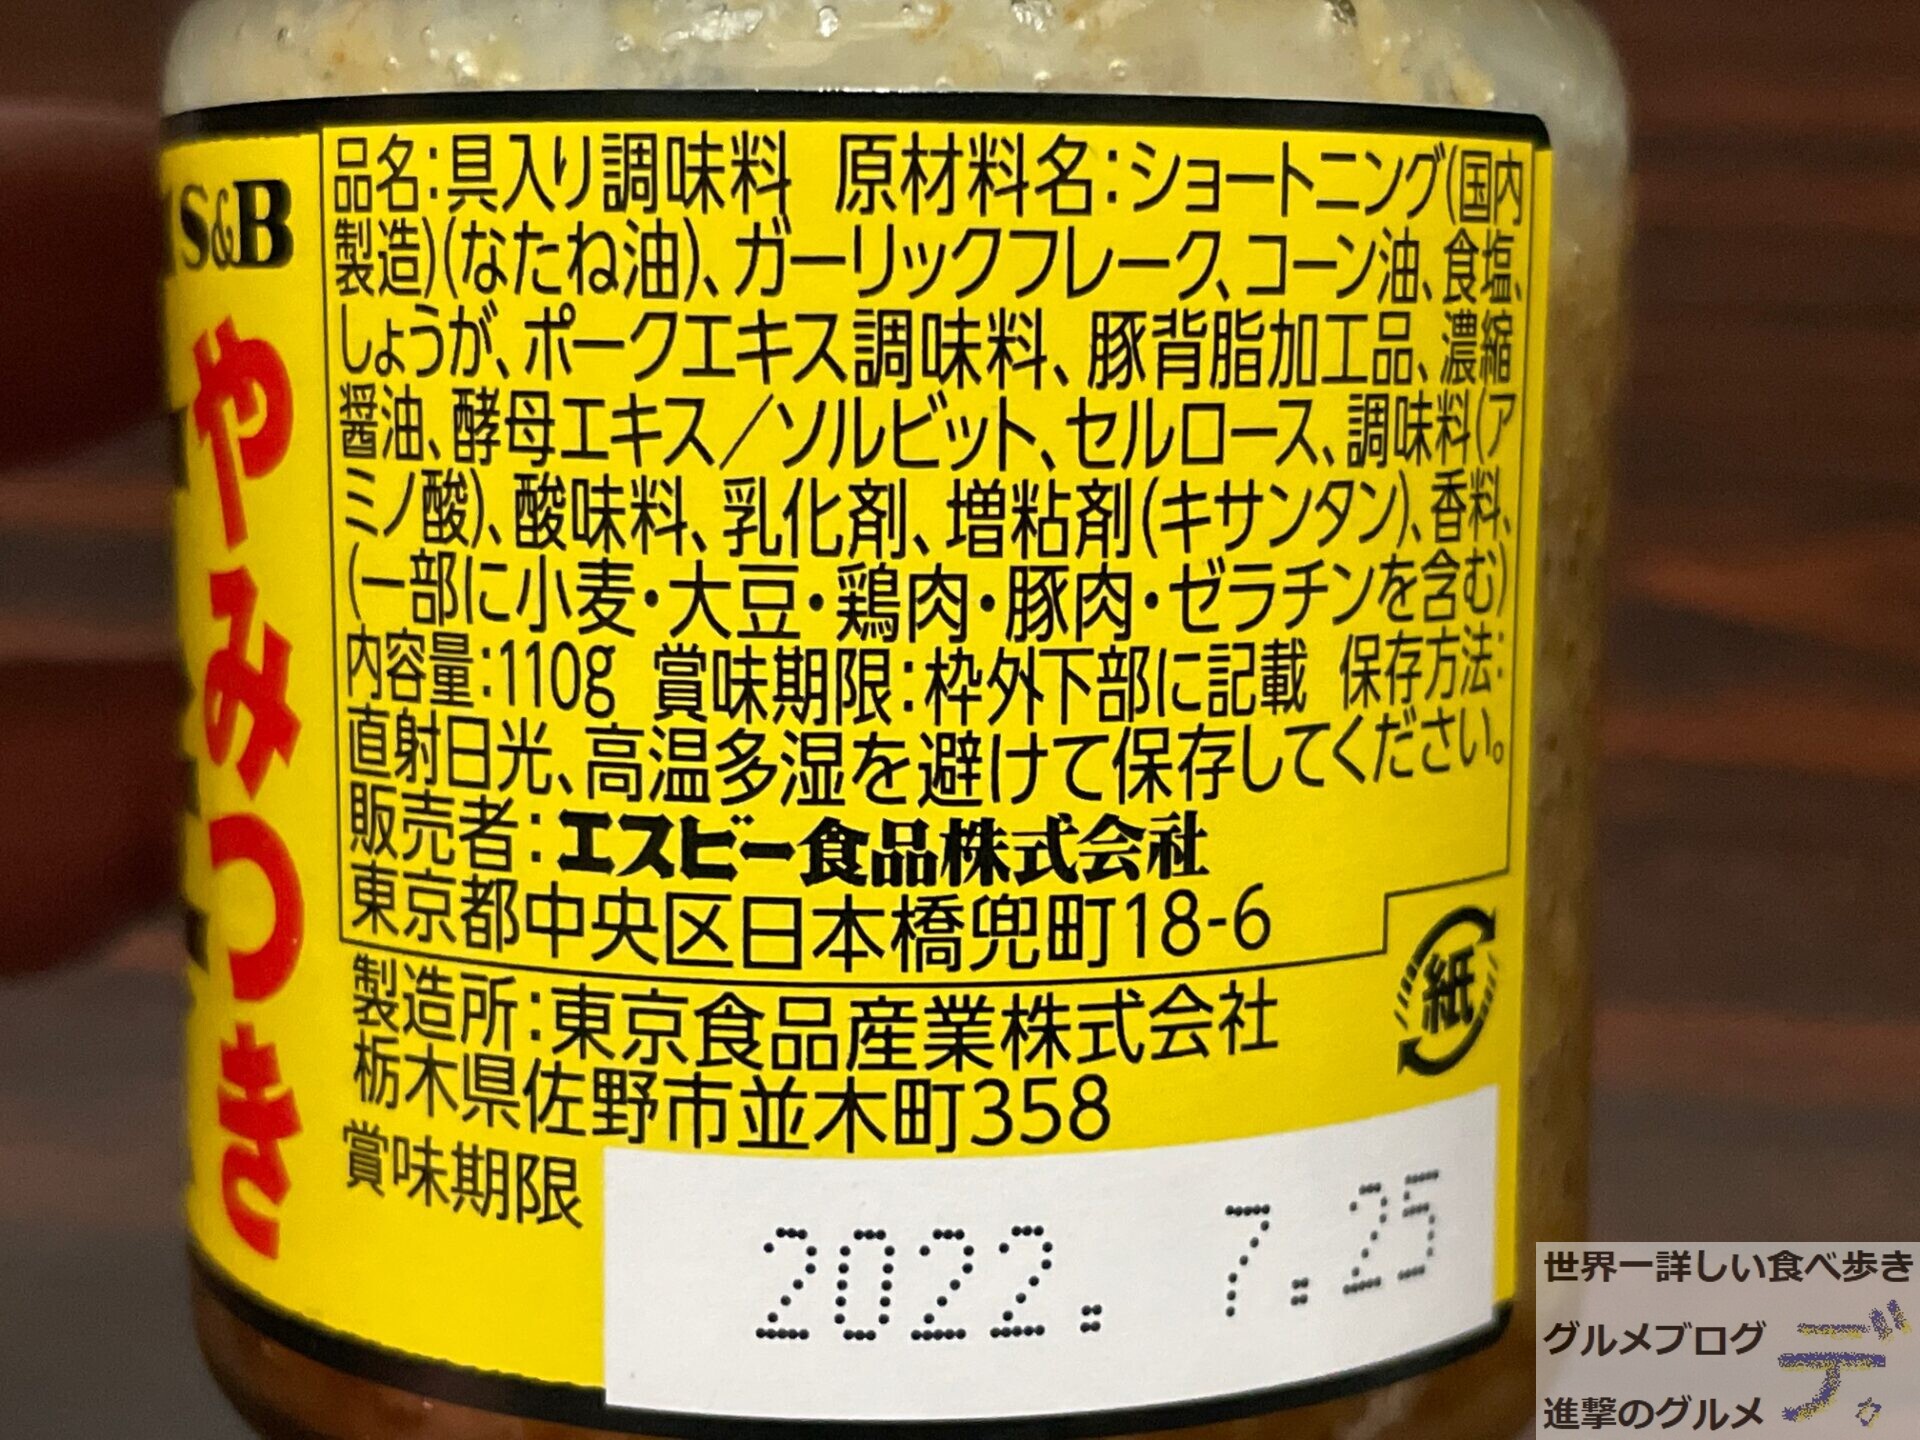 S&B
やみつき
品名:具入り調味料 原材料名:ショートニング(国内
製造)(なたね油)、ガーリックフレーク、コーン油、食塩、
しょうが、ポークエキス調味料、豚背脂加工品、濃縮
醤油、酵母エキス/ソルビット、セルロース、調味料(ア
ミノ酸)、酸味料、乳化剤、増粘剤(キサンタン)、香料、
(一部に小麦・大豆・鶏肉・豚肉・ゼラチンを含む)
内容量:110g 賞味期限:枠外下部に記載 保存方法:
直射日光、高温多湿を避けて保存してください。
販売者:エスビー食品株式会社
東京都中央区日本橋兜町18-6
紙
製造所:東京食品産業株式会社
栃木県佐野市並木町358
賞味期限
2022. 7.25
世界一詳しい食べ歩き
グルメブログ
進撃のグルメ
デ。